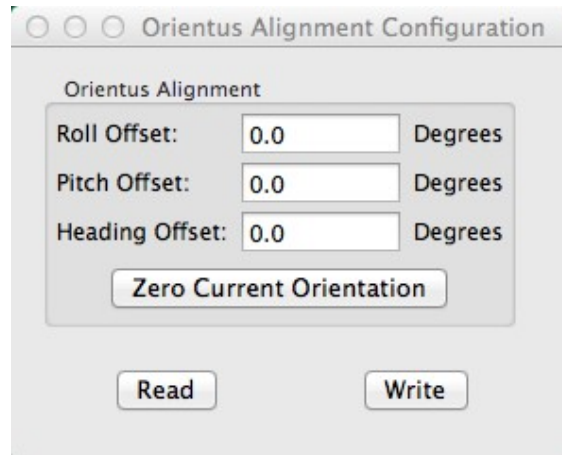 Orientus Alignment Configuration
Orientus Alignment
Roll Offset: 0.0 Degrees
Pitch Offset: 0.0 Degrees
Heading Offset: 0.0 Degrees
Zero Current Orientation
Read Write